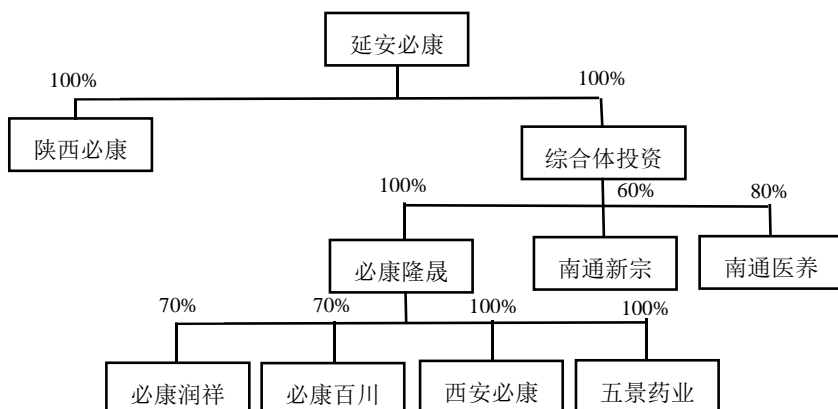 延安必康
100%
100%
陕西必康
综合体投资
100%
60%
80%
必康隆晟
南通新宗
南通医养
70%
70%
100%
100%
必康润祥
必康百川
西安必康
五景药业